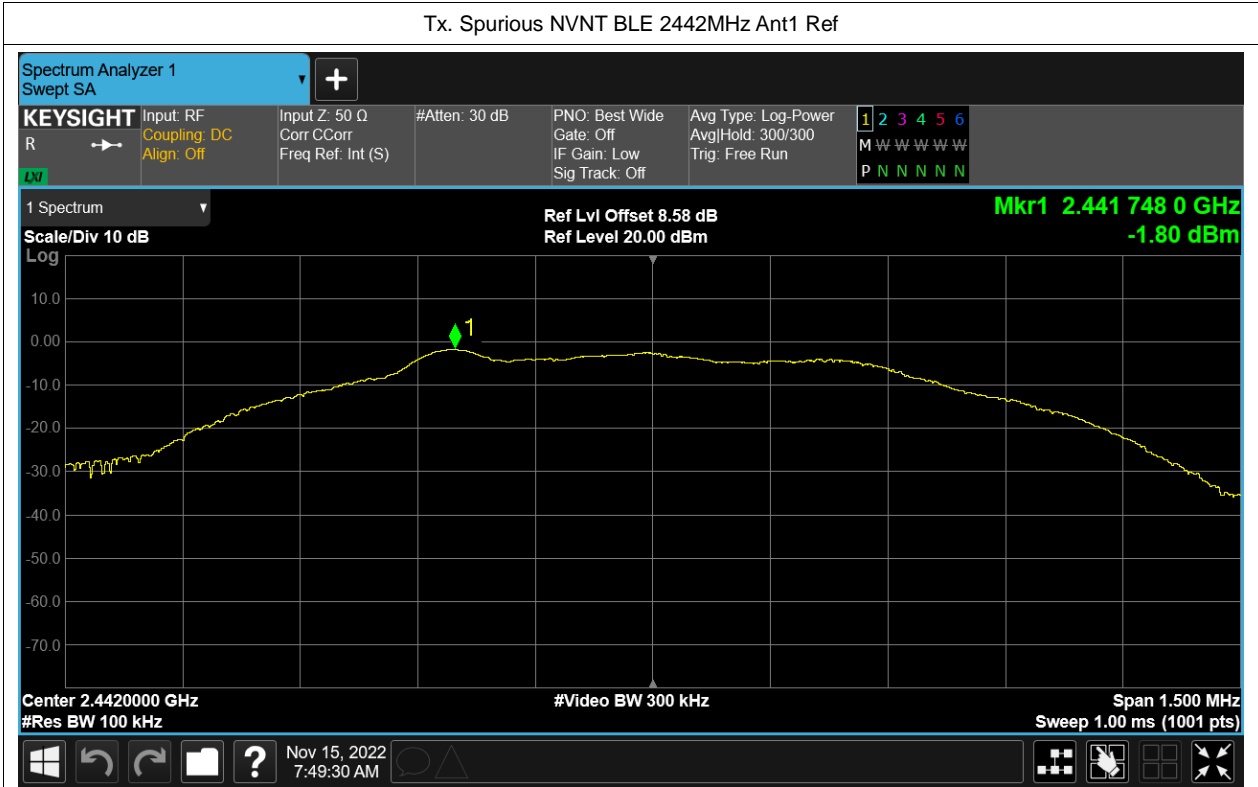 Tx. Spurious NVNT BLE 2442MHz Ant1 Ref
Spectrum Analyzer 1
Swept SA
KEYSIGHT
R
LXI
Input: RF
Coupling: DC
Align: Off
Input Z: 50 Ω
Corr CCorr
Freq Ref: Int (S)
#Atten: 30 dB
PNO: Best Wide
Gate: Off
IF Gain: Low
Sig Track: Off
Avg Type: Log-Power
Avg|Hold: 300/300
Trig: Free Run
1 2 3 4 5 6
M W W W W W
P N N N N N
1 Spectrum
Scale/Div 10 dB
Log
Ref Lvl Offset 8.58 dB
Ref Level 20.00 dBm
Mkr1 2.441 748 0 GHz
-1.80 dBm
10.0
0.00
-10.0
-20.0
-30.0
-40.0
-50.0
-60.0
-70.0
1
Center 2.4420000 GHz
#Video BW 300 kHz
Span 1.500 MHz
#Res BW 100 kHz
Sweep 1.00 ms (1001 pts)
Nov 15, 2022
7:49:30 AM